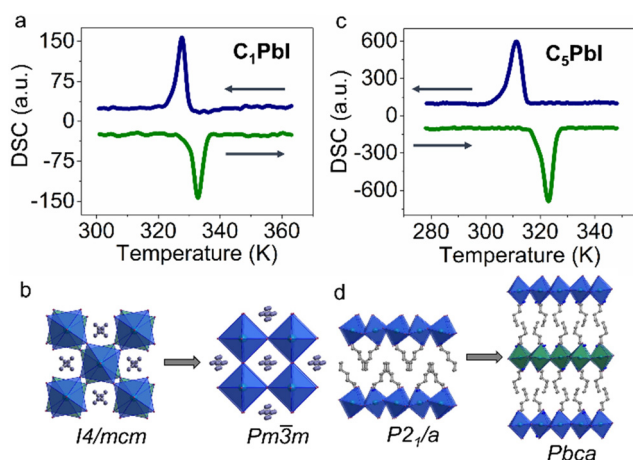 a
C₁PbI
DSC (a.u.)
150
75
0
-75
-150
300 320 340 360
Temperature (K)
c
C₅PbI
DSC (a.u.)
600
300
0
-300
-600
280 300 320 340
Temperature (K)
b
I4/mcm
Pm3̅m
d
P2₁/a
Pbca